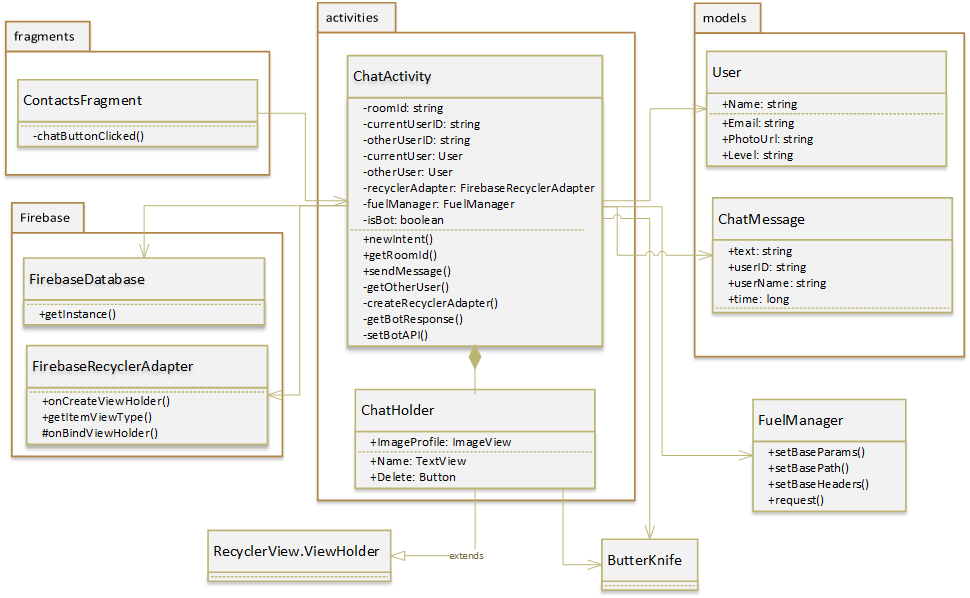 fragments
ContactsFragment
-chatButtonClicked()
Firebase
FirebaseDatabase
+getInstance()
FirebaseRecyclerAdapter
+onCreateViewHolder()
+getItemViewType()
#onBindViewHolder()
activities
ChatActivity
-roomId: string
-currentUserID: string
-otherUserID: string
-currentUser: User
-otherUser: User
-recyclerAdapter: FirebaseRecyclerAdapter
-fuelManager: FuelManager
-isBot: boolean
+newIntent()
+getRoomId()
+sendMessage()
-getOtherUser()
-createRecyclerAdapter()
-getBotResponse()
-setBotAPI()
ChatHolder
+ImageProfile: ImageView
+Name: TextView
+Delete: Button
models
User
+Name: string
+Email: string
+PhotoUrl: string
+Level: string
ChatMessage
+text: string
+userID: string
+userName: string
+time: long
FuelManager
+setBaseParams()
+setBasePath()
+setBaseHeaders()
+request()
RecyclerView.ViewHolder
extends
ButterKnife